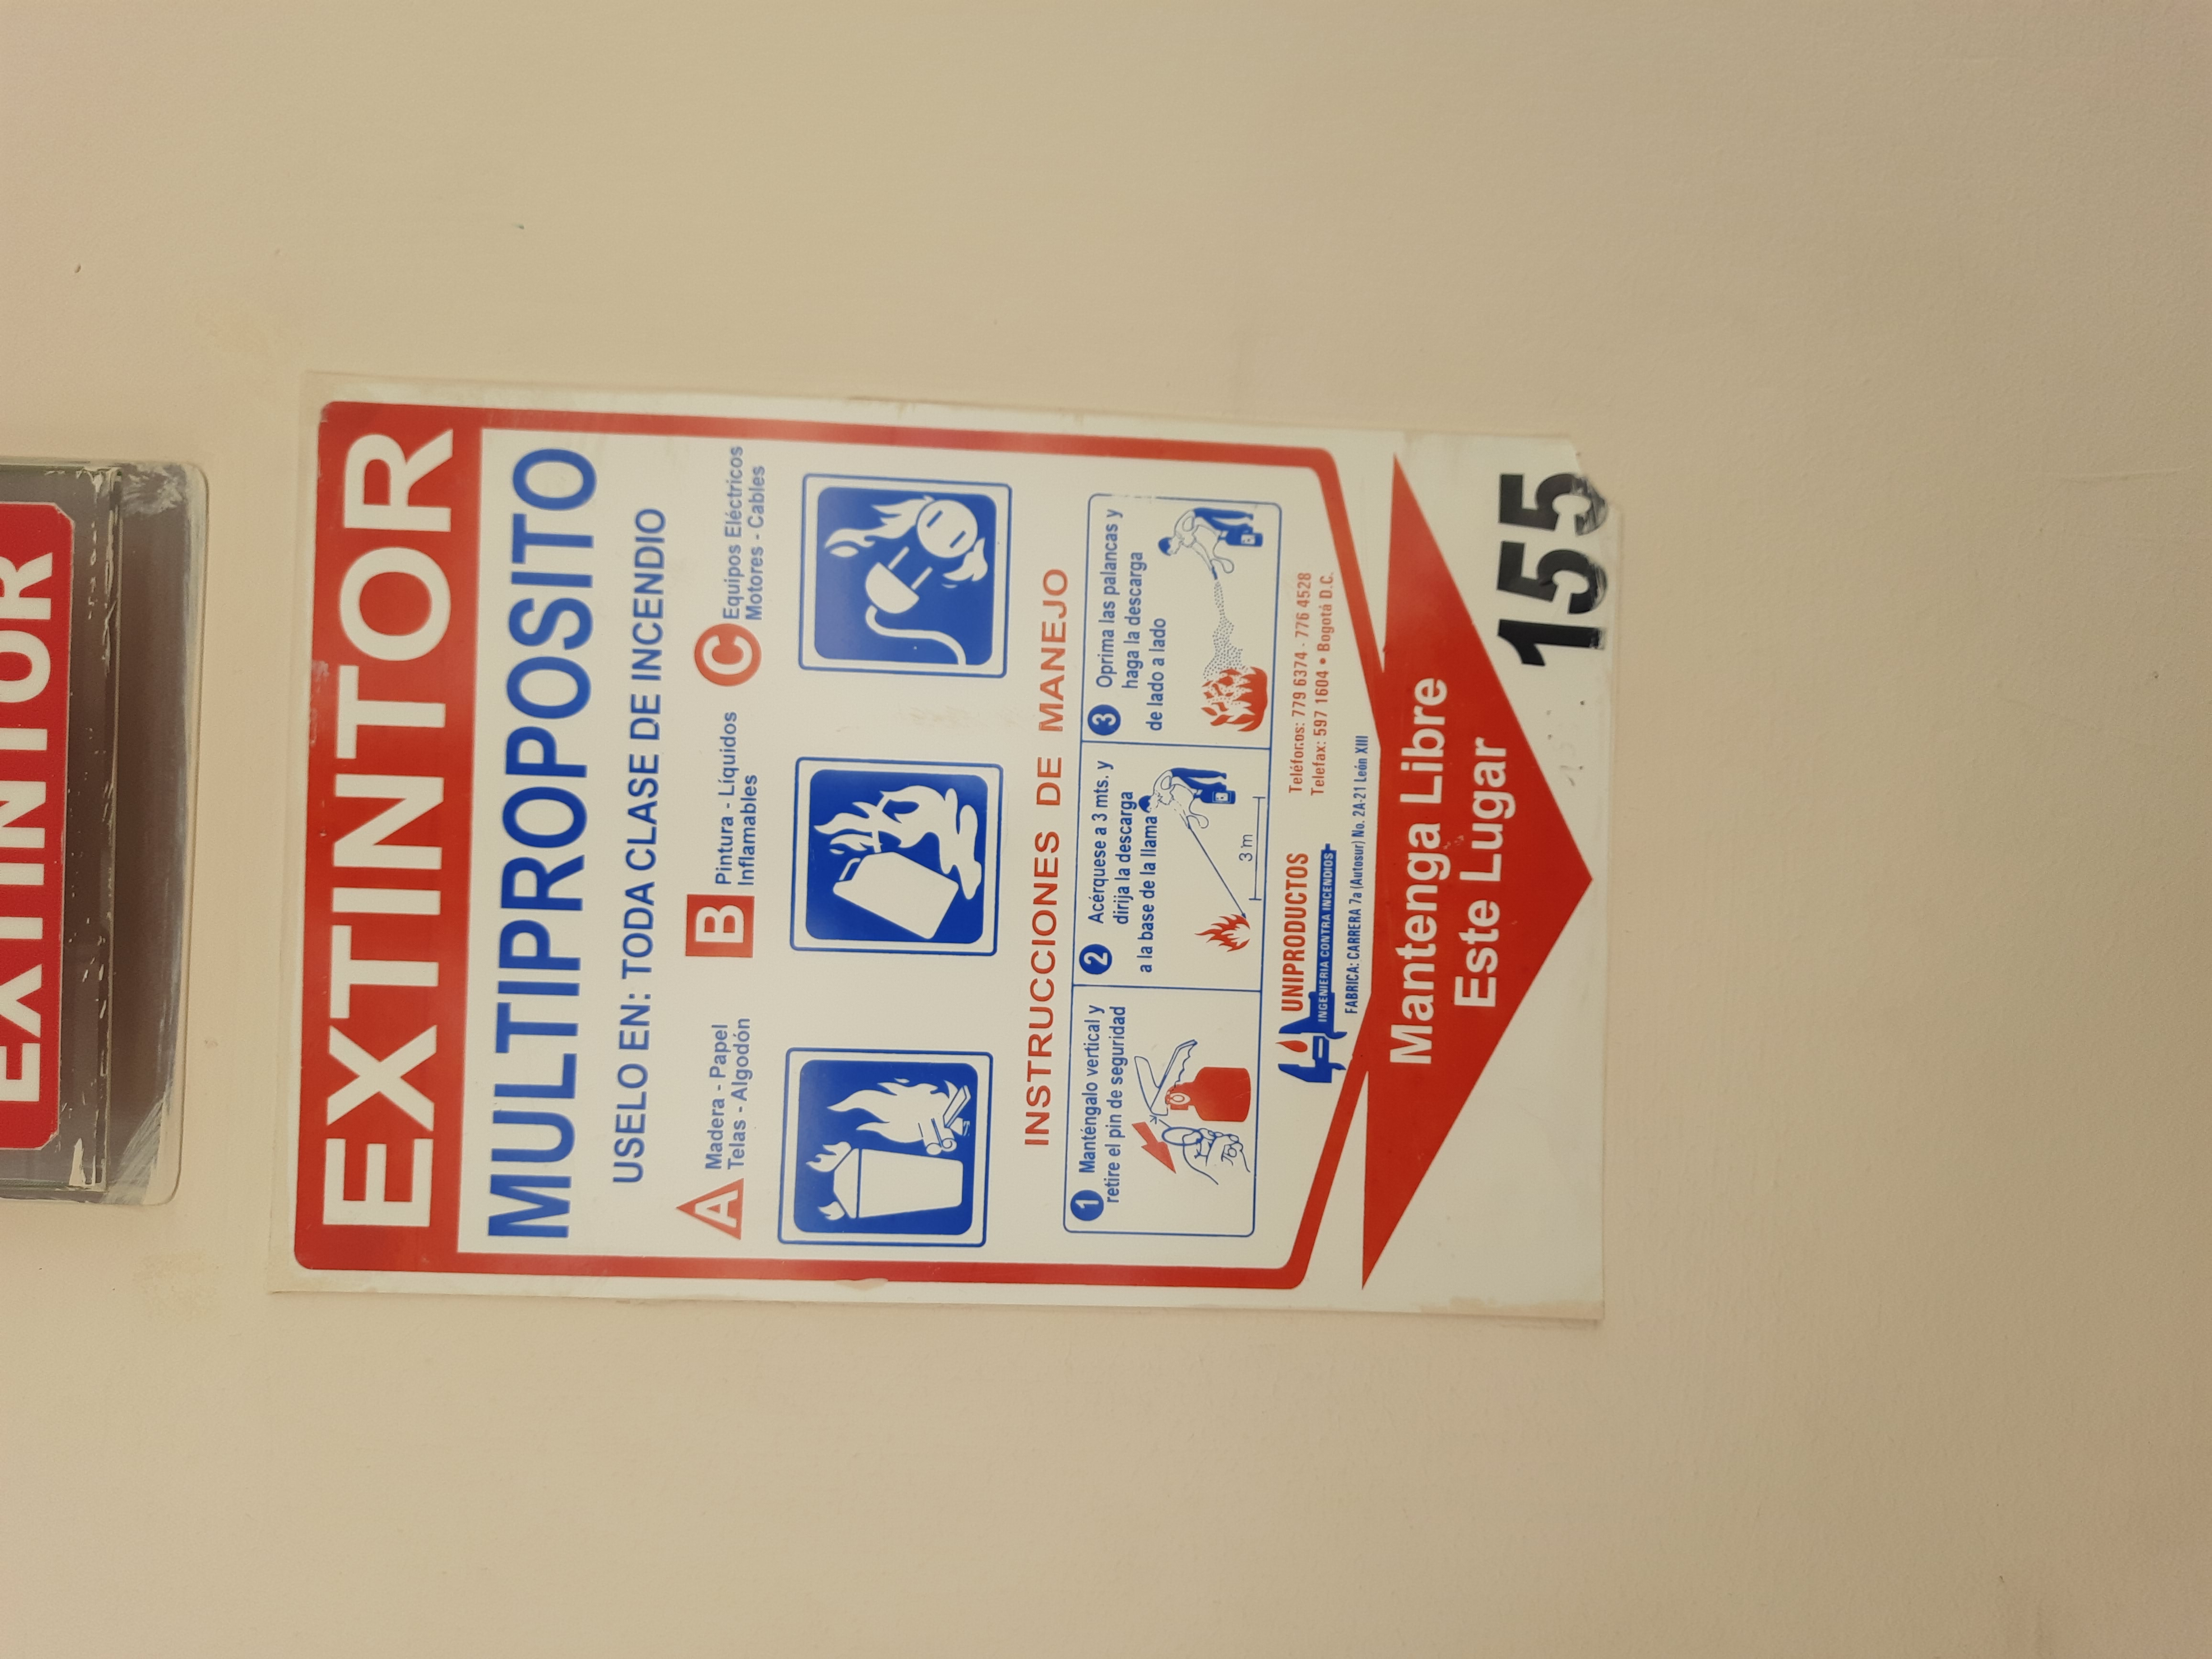 EXTINTOR
EXTINTOR
MULTIPROPOSITO
USELO EN: TODA CLASE DE INCENDIO
A
Madera - Papel
Telas - Algodón
B
Pintura - Líquidos
Inflamables
C
Equipos Eléctricos
Motores - Cables
INSTRUCCIONES DE MANEJO
1 Manténgalo vertical y
retire el pin de seguridad
2 Acérquese a 3 mts. y
dirija la descarga
a la base de la llama
3 m
3 Oprima las palancas y
haga la descarga
de lado a lado
UNIPRODUCTOS
INGENIERIA CONTRA INCENDIOS
Teléfonos: 779 6374 - 776 4528
Telefax: 597 1604 • Bogotá D.C.
FABRICA: CARRERA 7a (Autosur) No. 2A-21 León XIII
Mantenga Libre
Este Lugar
155